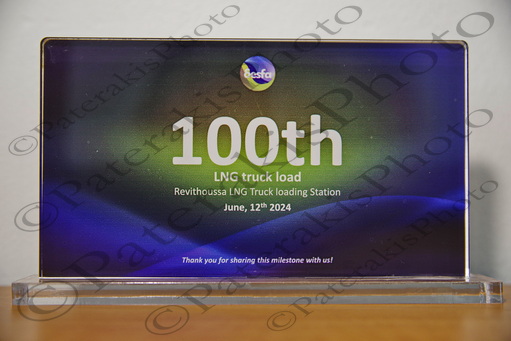 desfa
100th
LNG truck load
Revithoussa LNG Truck loading Station
June, 12th 2024
Thank you for sharing this milestone with us!
© PaterakisPhoto
© PaterakisPhoto
© PaterakisPhoto
© PaterakisPhoto
© PaterakisPhoto
© PaterakisPhoto